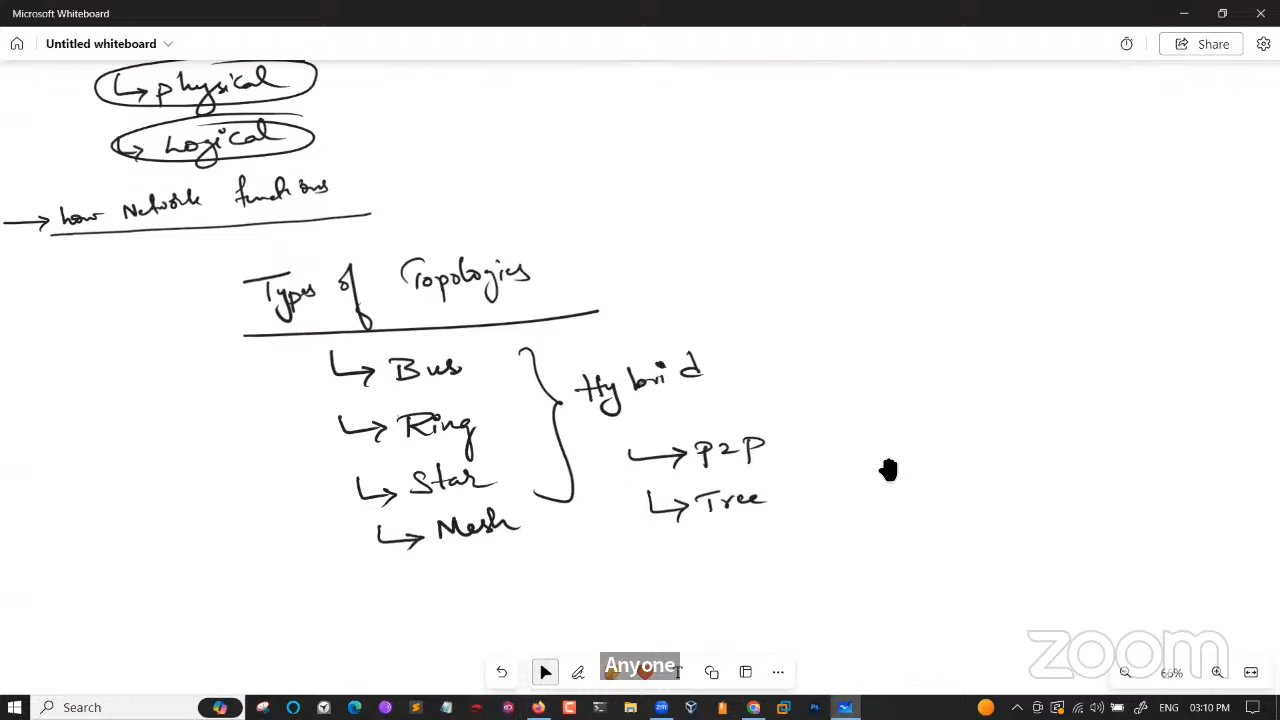 Microsoft Whiteboard
Untitled whiteboard
Share
physical
Logical
how Network functions
Types of Topologies
Bus
Hybrid
Ring
P2P
Star
Tree
Mesh
zoom
Anyone
66%
Search
ENG 03:10 PM